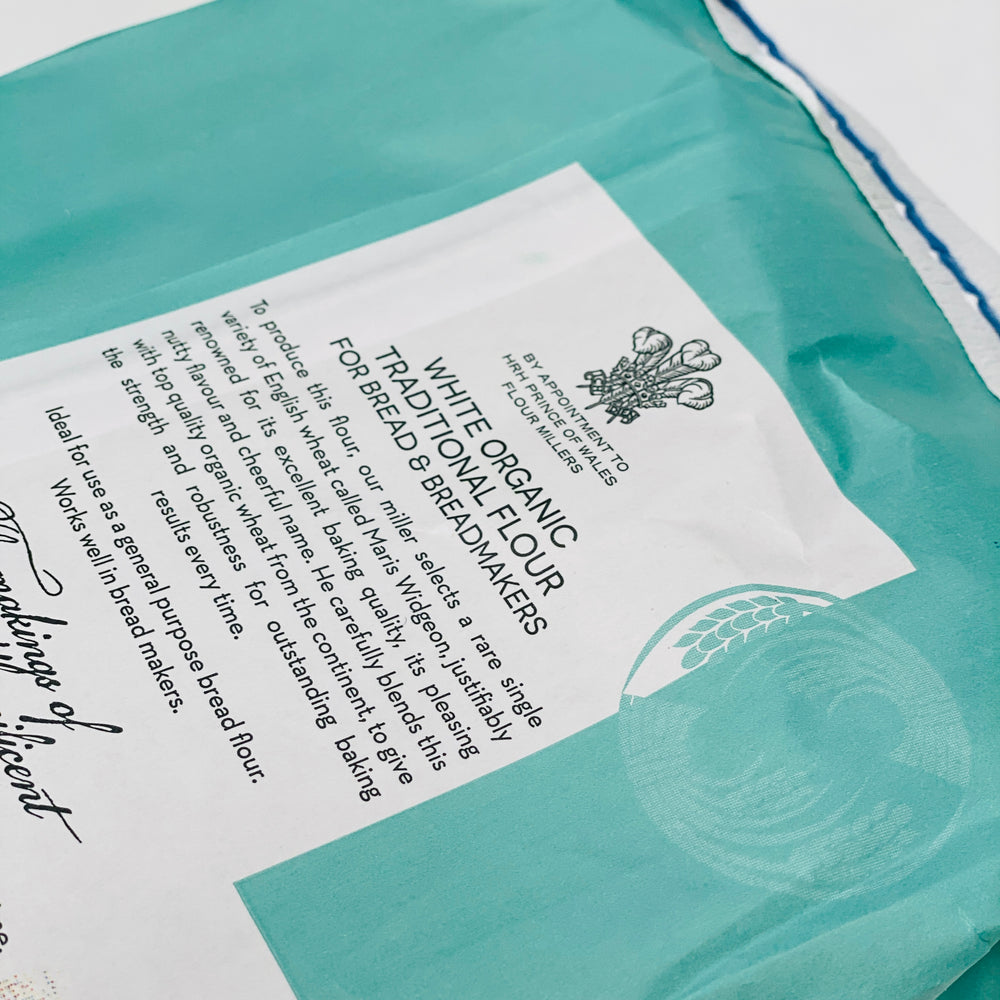 BY APPOINTMENT TO
HRH PRINCE OF WALES
FLOUR MILLERS
WHITE ORGANIC
TRADITIONAL FLOUR
FOR BREAD & BREADMAKERS
To produce this flour, our miller selects a rare single
variety of English wheat called Maris Widgeon, justifiably
renowned for its excellent baking quality, its pleasing
nutty flavour and cheerful name. He carefully blends this
with top quality organic wheat from the continent, to give
the strength and robustness for outstanding baking
results every time.
Ideal for use as a general purpose bread flour.
Works well in bread makers.
makings of